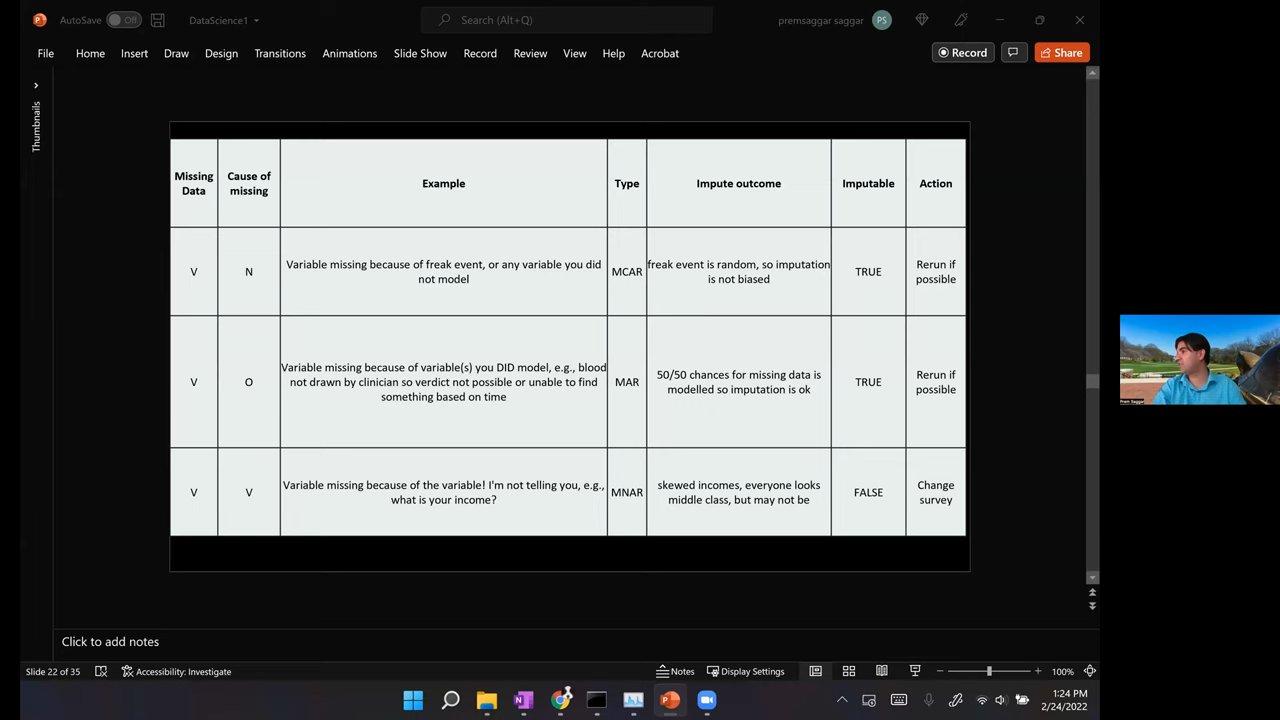 AutoSave Off DataScience1 Search (Alt+Q) premsaggar saggar PS
File Home Insert Draw Design Transitions Animations Slide Show Record Review View Help Acrobat Record Share
Thumbnails
Missing Data
Cause of missing
Example
Type
Impute outcome
Imputable
Action
V
N
Variable missing because of freak event, or any variable you did
not model
MCAR
freak event is random, so imputation
is not biased
TRUE
Rerun if
possible
V
O
Variable missing because of variable(s) you DID model, e.g., blood
not drawn by clinician so verdict not possible or unable to find
something based on time
MAR
50/50 chances for missing data is
modelled so imputation is ok
TRUE
Rerun if
possible
V
V
Variable missing because of the variable! I'm not telling you, e.g.,
what is your income?
MNAR
skewed incomes, everyone looks
middle class, but may not be
FALSE
Change
survey
Prem Saggar
Click to add notes
Slide 22 of 35 Accessibility: Investigate Notes Display Settings 100%
1:24 PM
2/24/2022